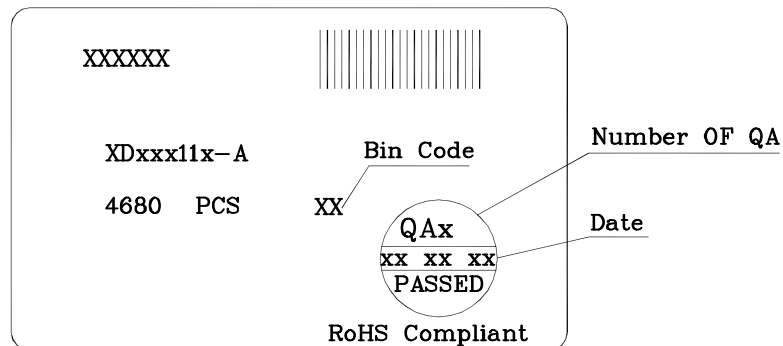 XXXXXX
XDxxx11x-A
Bin Code
Number OF QA
4680 PCS
XX
QAx
Date
xx xx xx
PASSED
RoHS Compliant